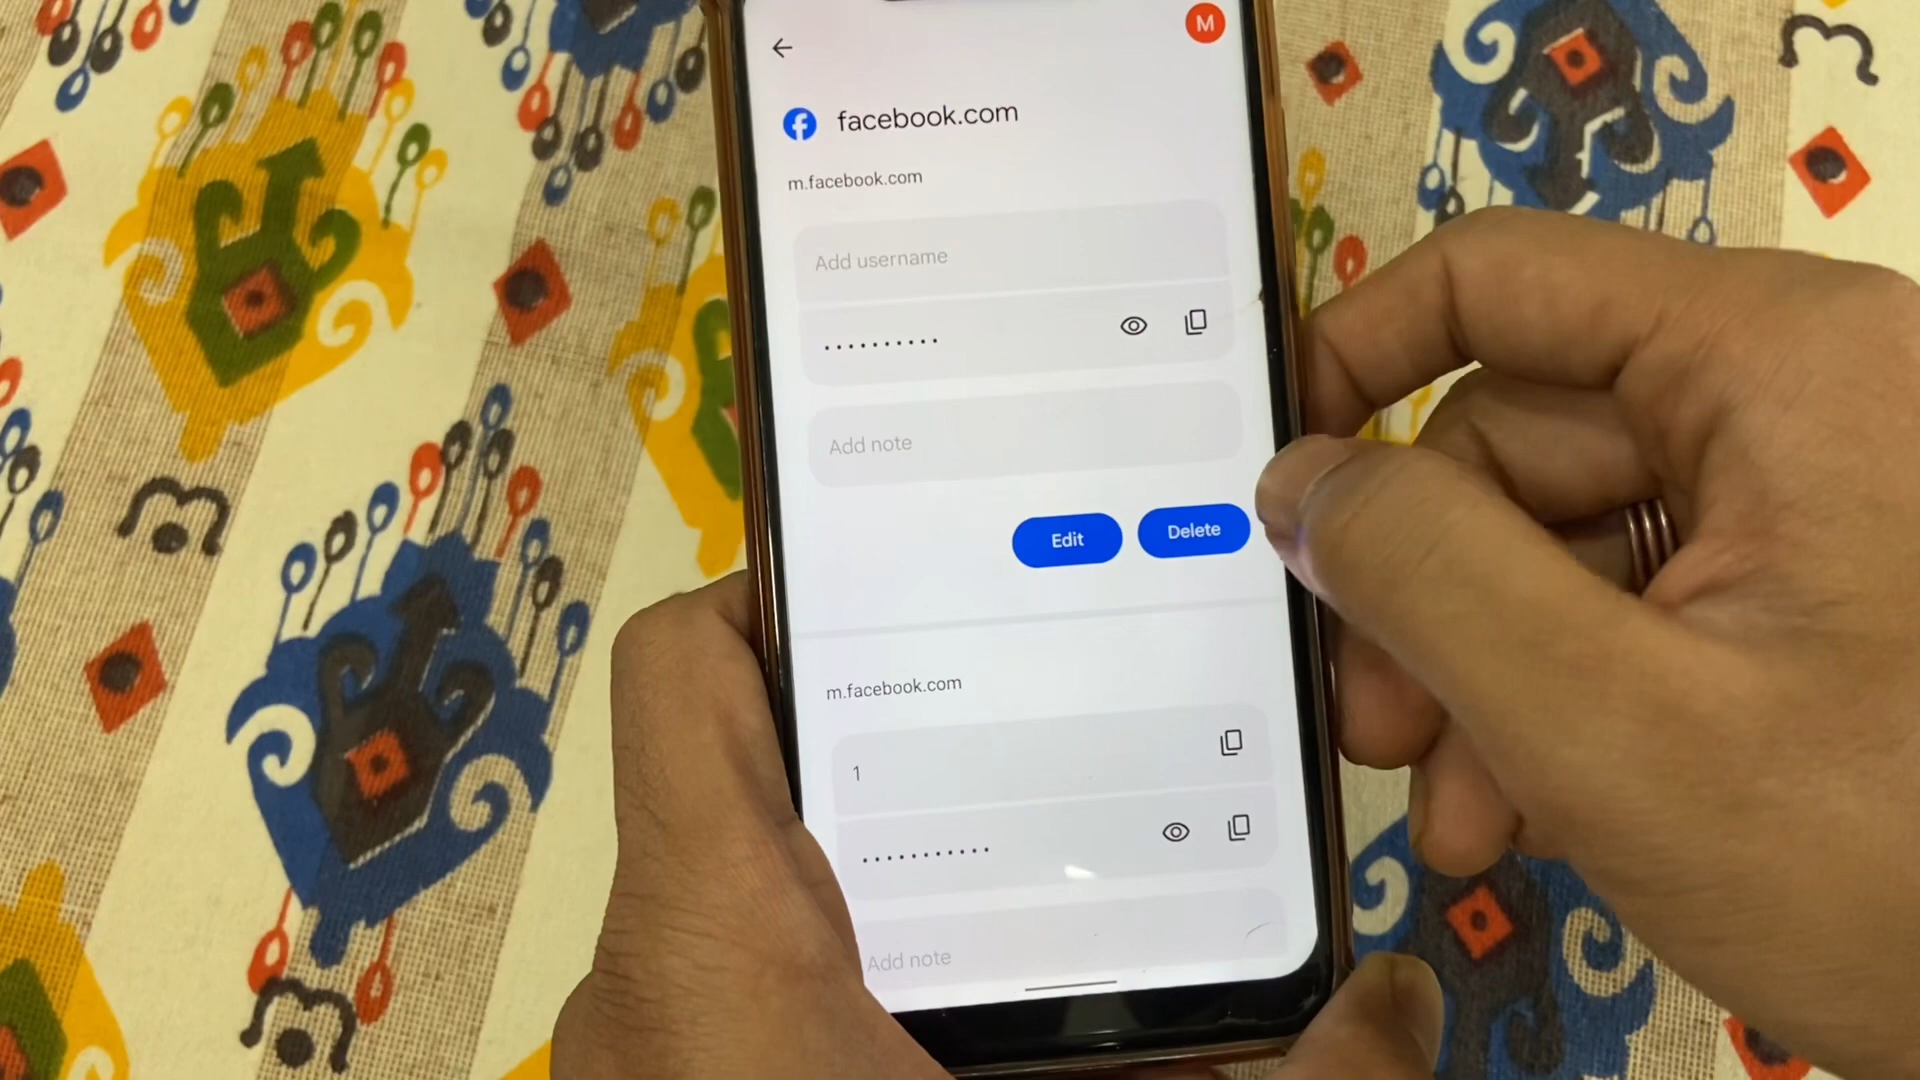 M
facebook.com
m.facebook.com
Add username
..........
Add note
Edit
Delete
m.facebook.com
1
...........
Add note